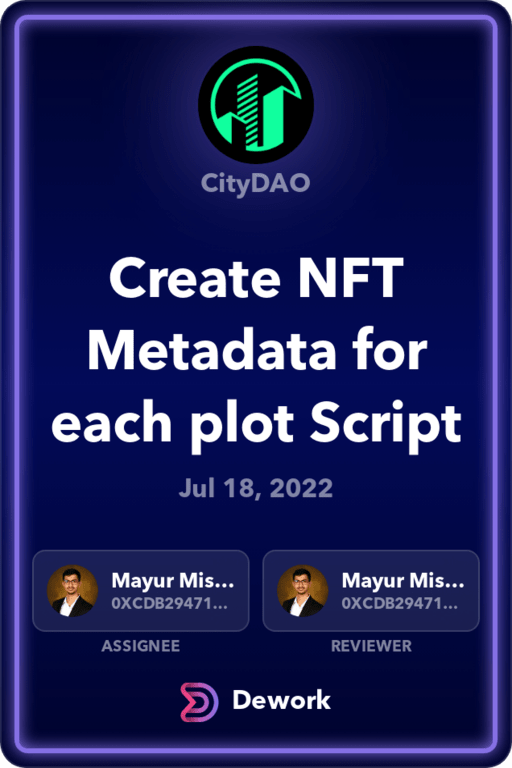 CityDAO
Create NFT
Metadata for
each plot Script
Jul 18, 2022
Mayur Mis...
0XCDB29471...
ASSIGNEE
Mayur Mis...
0XCDB29471...
REVIEWER
Dework